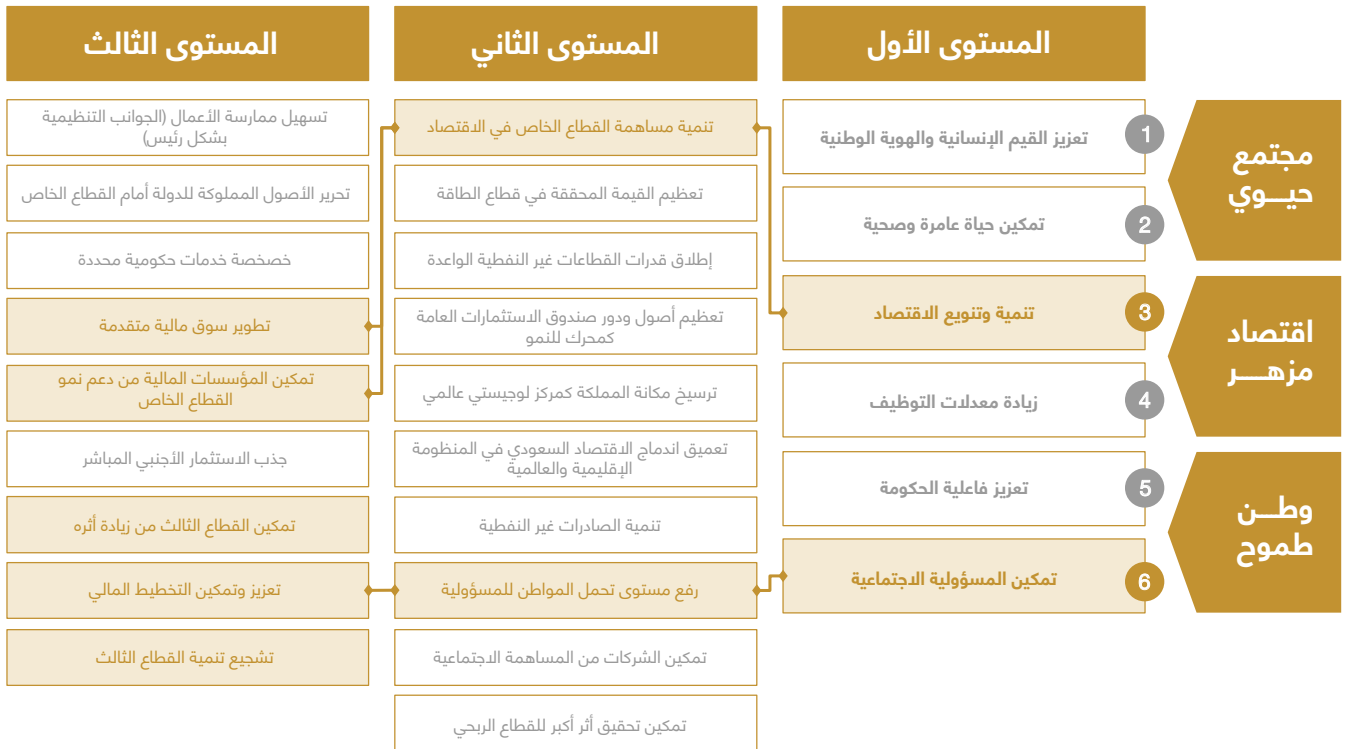 المستوى الأول
المستوى الثاني
المستوى الثالث
مجتمع
حيـــوي
اقتصاد
مزهـــــر
وطــــن
طموح
1
تعزيز القيم الإنسانية والهوية الوطنية
2
تمكين حياة عامرة وصحية
3
تنمية وتنويع الاقتصاد
4
زيادة معدلات التوظيف
5
تعزيز فاعلية الحكومة
6
تمكين المسؤولية الاجتماعية
تنمية مساهمة القطاع الخاص في الاقتصاد
تعظيم القيمة المحققة في قطاع الطاقة
إطلاق قدرات القطاعات غير النفطية الواعدة
تعظيم أصول ودور صندوق الاستثمارات العامة
كمحرك للنمو
ترسيخ مكانة المملكة كمركز لوجيستي عالمي
تعميق اندماج الاقتصاد السعودي في المنظومة
الإقليمية والعالمية
تنمية الصادرات غير النفطية
رفع مستوى تحمل المواطن للمسؤولية
تمكين الشركات من المساهمة الاجتماعية
تمكين تحقيق أثر أكبر للقطاع الربحي
تسهيل ممارسة الأعمال (الجوانب التنظيمية
بشكل رئيس)
تحرير الأصول المملوكة للدولة أمام القطاع الخاص
خصخصة خدمات حكومية محددة
تطوير سوق مالية متقدمة
تمكين المؤسسات المالية من دعم نمو
القطاع الخاص
جذب الاستثمار الأجنبي المباشر
تمكين القطاع الثالث من زيادة أثره
تعزيز وتمكين التخطيط المالي
تشجيع تنمية القطاع الثالث